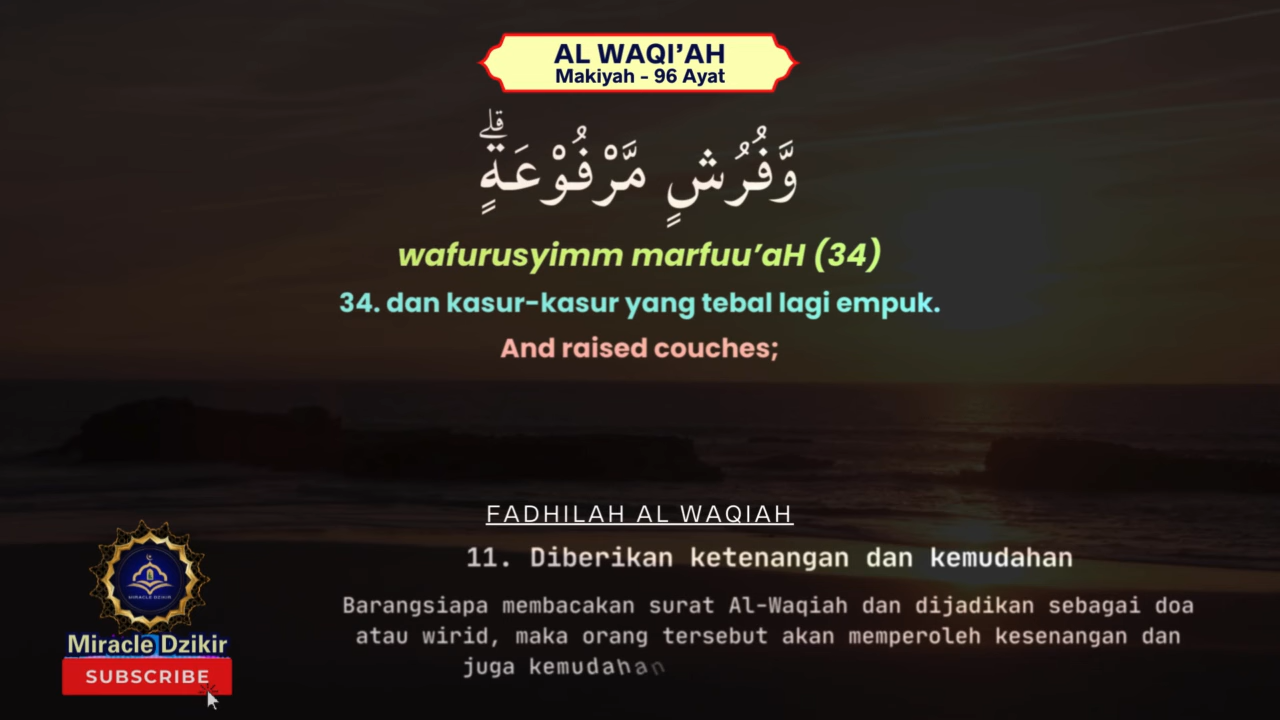 AL WAQI’AH
Makiyah - 96 Ayat
وَّفُرُشٍ مَّرْفُوْعَةٍۗ
wafurusyimm marfuu’aH (34)
34. dan kasur-kasur yang tebal lagi empuk.
And raised couches;
FADHILAH AL WAQIAH
11. Diberikan ketenangan dan kemudahan
Barangsiapa membacakan surat Al-Waqiah dan dijadikan sebagai doa
atau wirid, maka orang tersebut akan memperoleh kesenangan dan
juga kemudahan
MIRACLE DZIKIR
Miracle Dzikir
SUBSCRIBE